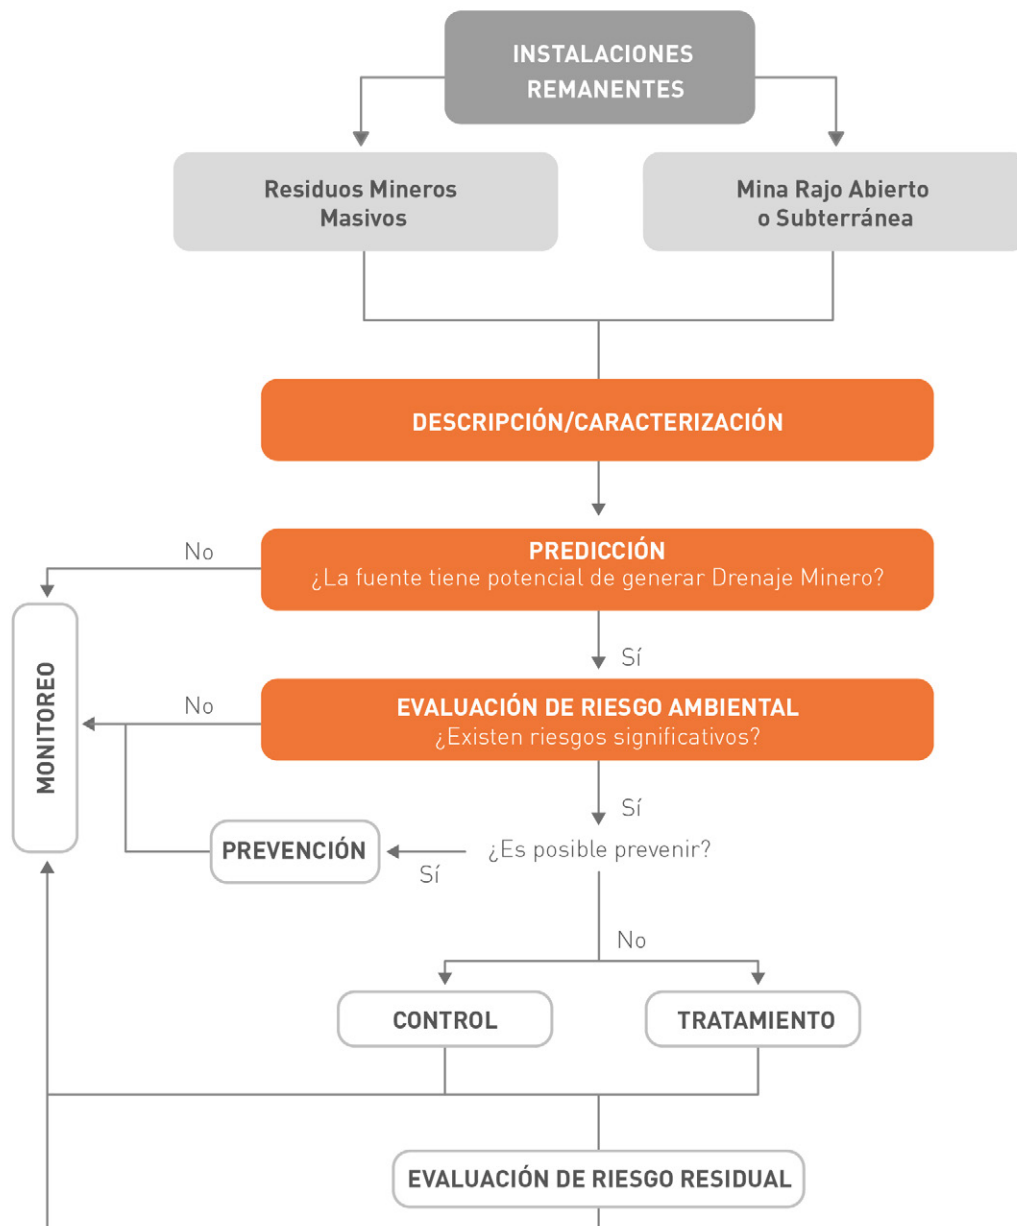 INSTALACIONES
REMANENTES
Residuos Mineros
Masivos
Mina Rajo Abierto
o Subterránea
DESCRIPCIÓN/CARACTERIZACIÓN
No
PREDICCIÓN
¿La fuente tiene potencial de generar Drenaje Minero?
Sí
MONITOREO
No
EVALUACIÓN DE RIESGO AMBIENTAL
¿Existen riesgos significativos?
Sí
PREVENCIÓN
Sí
¿Es posible prevenir?
No
CONTROL
TRATAMIENTO
EVALUACIÓN DE RIESGO RESIDUAL